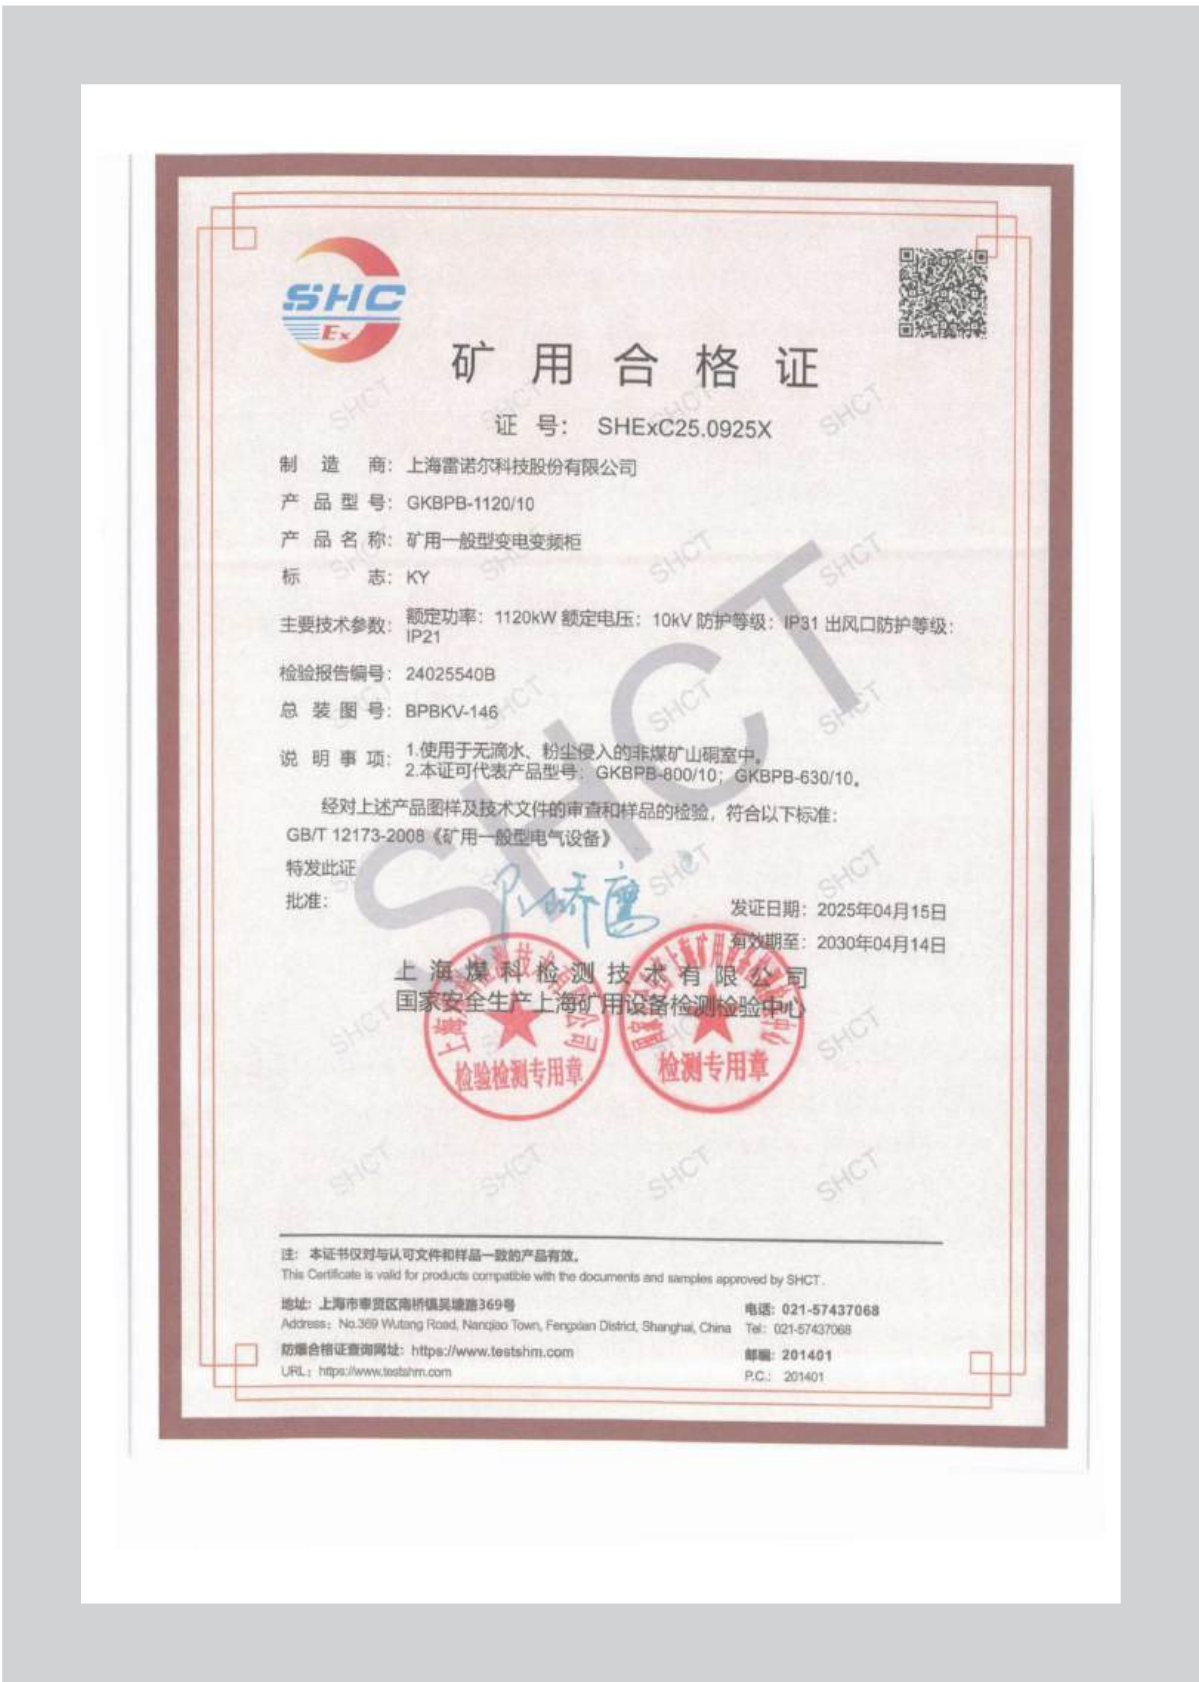 SHC
Ex
矿用合格证
证 号： SHExC25.0925X
制造商：上海雷诺尔科技股份有限公司
产品型号：GKBPB-1120/10
产品名称：矿用一般型变电变频柜
标志：KY
主要技术参数：额定功率：1120kW 额定电压：10kV 防护等级：IP31 出风口防护等级：
IP21
检验报告编号：24025540B
总装图号：BPBKV-146
说明事项：1.使用于无滴水、粉尘侵入的非煤矿山硐室中。
2.本证可代表产品型号：GKBPB-800/10；GKBPB-630/10。
经对上述产品图样及技术文件的审查和样品的检验，符合以下标准：
GB/T 12173-2008《矿用一般型电气设备》
特发此证
批准：
发证日期：2025年04月15日
有效期至：2030年04月14日
上海煤科检测技术有限公司
国家安全生产上海矿用设备检测检验中心
检验检测专用章
检测专用章
SHCT
注：本证书仅对与认可文件和样品一致的产品有效。
This Certificate is valid for products compatible with the documents and samples approved by SHCT.
地址：上海市奉贤区南桥镇吴塘路369号
电话：021-57437068
Address：No.369 Wutang Road, Nanqiao Town, Fengxian District, Shanghai, China
Tel：021-57437068
防爆合格证查询网址：https://www.testshm.com
邮编：201401
URL：https://www.testshm.com
P.C.：201401